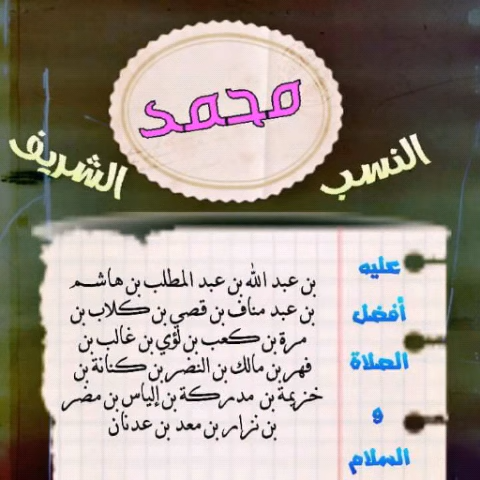 محمد
النسب
الشريف
بن عبد الله بن عبد المطلب بن هاشم
بن عبد مناف بن قصي بن كلاب بن
مرة بن كعب بن لؤي بن غالب بن
فهر بن مالك بن النضر بن كنانة بن
خزيمة بن مدركة بن إلياس بن مضر
بن نزار بن معد بن عدنان
عليه
أفضل
الصلاة
و
السلام